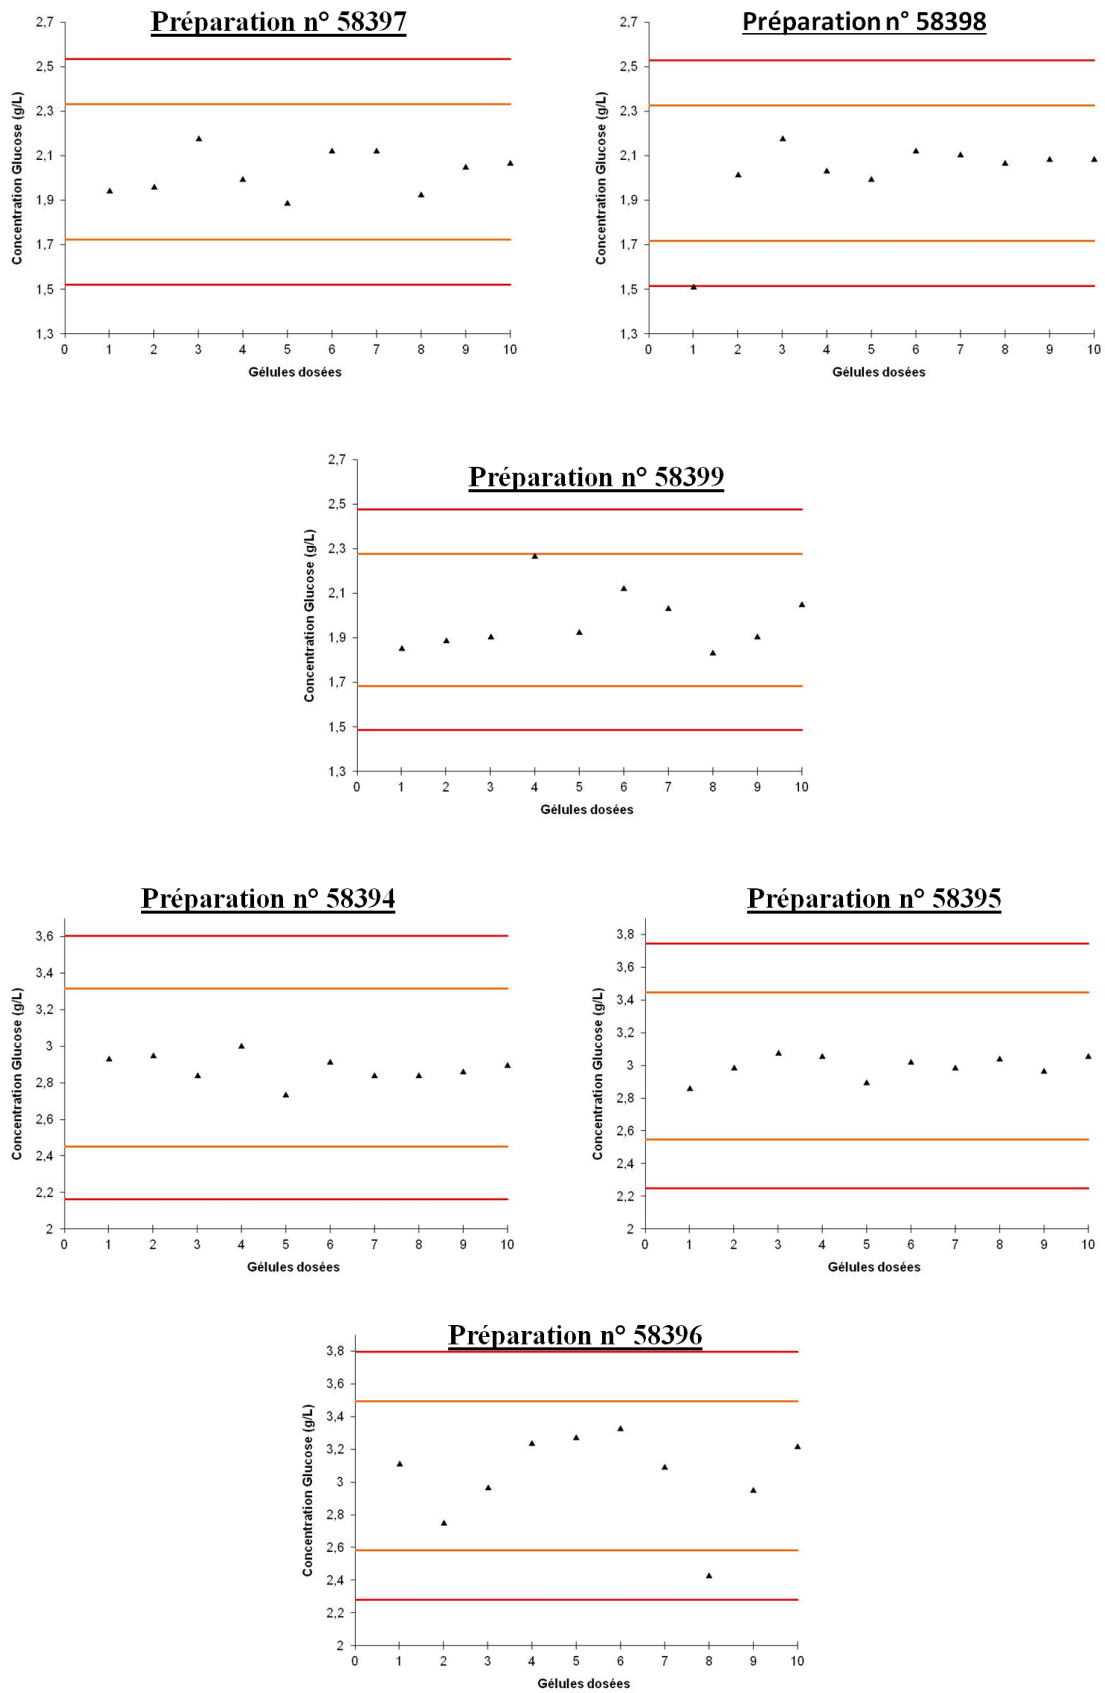 Préparation n° 58397
Concentration Glucose (g/L)
2,7
2,5
2,3
2,1
1,9
1,7
1,5
1,3
0 1 2 3 4 5 6 7 8 9 10
Gélules dosées
Préparation n° 58398
Concentration Glucose (g/L)
2,7
2,5
2,3
2,1
1,9
1,7
1,5
1,3
0 1 2 3 4 5 6 7 8 9 10
Gélules dosées
Préparation n° 58399
Concentration Glucose (g/L)
2,7
2,5
2,3
2,1
1,9
1,7
1,5
1,3
0 1 2 3 4 5 6 7 8 9 10
Gélules dosées
Préparation n° 58394
Concentration Glucose (g/L)
3,6
3,4
3,2
3
2,8
2,6
2,4
2,2
2
0 1 2 3 4 5 6 7 8 9 10
Gélules dosées
Préparation n° 58395
Concentration Glucose (g/L)
3,8
3,6
3,4
3,2
3
2,8
2,6
2,4
2,2
2
0 1 2 3 4 5 6 7 8 9 10
Gélules dosées
Préparation n° 58396
Concentration Glucose (g/L)
3,8
3,6
3,4
3,2
3
2,8
2,6
2,4
2,2
2
0 1 2 3 4 5 6 7 8 9 10
Gélules dosées